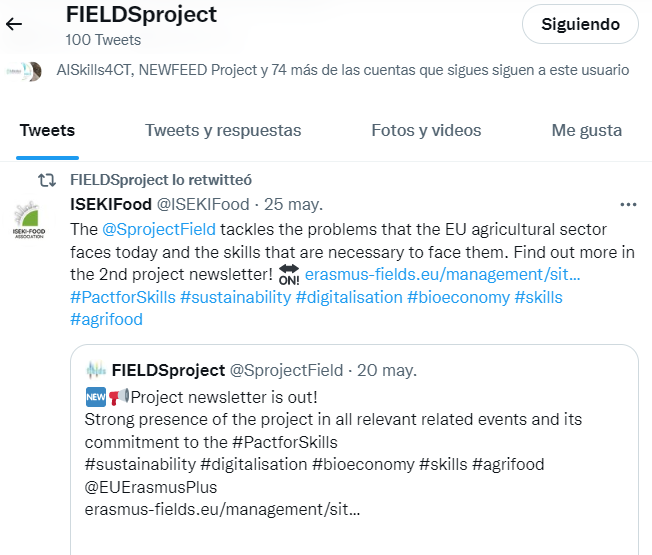 FIELDSproject
100 Tweets
Siguiendo
AISkills4CT, NEWFEED Project y 74 más de las cuentas que sigues siguen a este usuario
Tweets
Tweets y respuestas
Fotos y videos
Me gusta
FIELDSproject lo retwitteó
ISEKIFood @ISEKIFood · 25 may.
ISEKI-FOOD
ASSOCIATION
The @SprojectField tackles the problems that the EU agricultural sector
faces today and the skills that are necessary to face them. Find out more in
the 2nd project newsletter! ON! erasmus-fields.eu/management/sit...
#PactforSkills #sustainability #digitalisation #bioeconomy #skills
#agrifood
FIELDSproject @SprojectField · 20 may.
NEW Project newsletter is out!
Strong presence of the project in all relevant related events and its
commitment to the #PactforSkills
#sustainability #digitalisation #bioeconomy #skills #agrifood
@EUErasmusPlus
erasmus-fields.eu/management/sit...